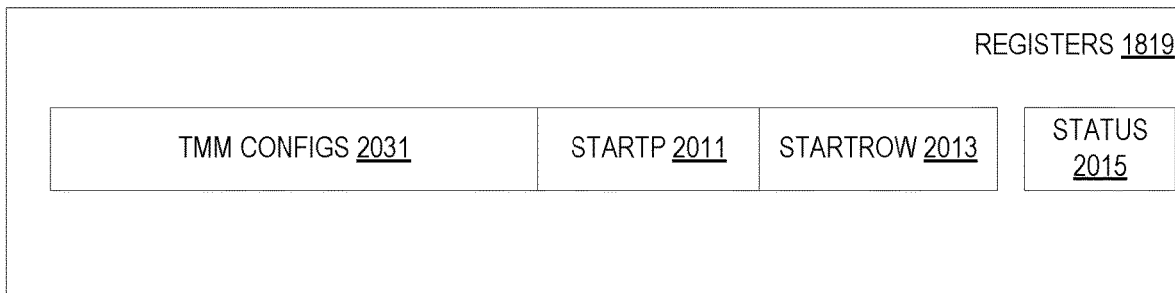 REGISTERS 1819
TMM CONFIGS 2031
STARTP 2011
STARTROW 2013
STATUS
2015